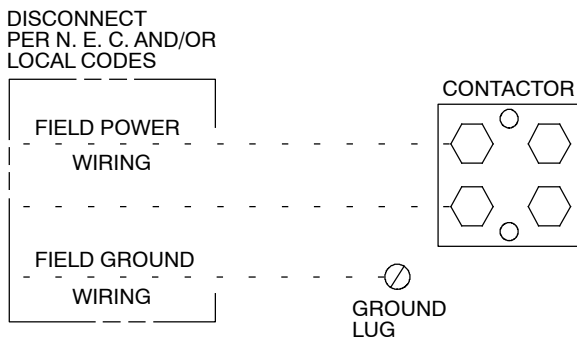 DISCONNECT
PER N. E. C. AND/OR
LOCAL CODES
CONTACTOR
FIELD POWER
WIRING
FIELD GROUND
WIRING
GROUND
LUG